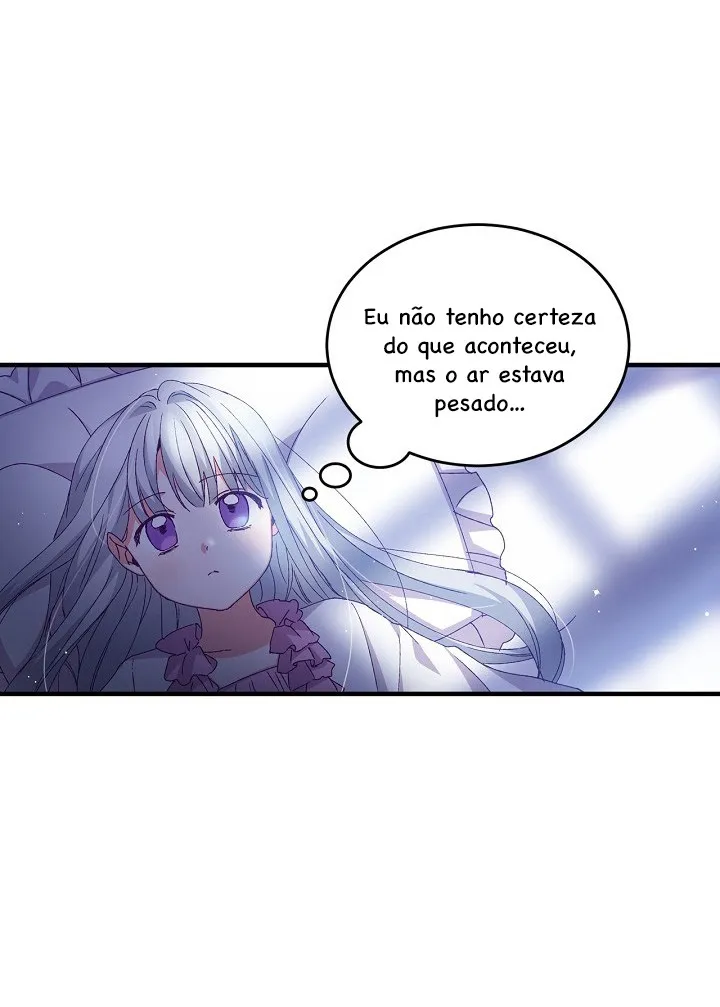 Eu não tenho certeza
do que aconteceu,
mas o ar estava
pesado...